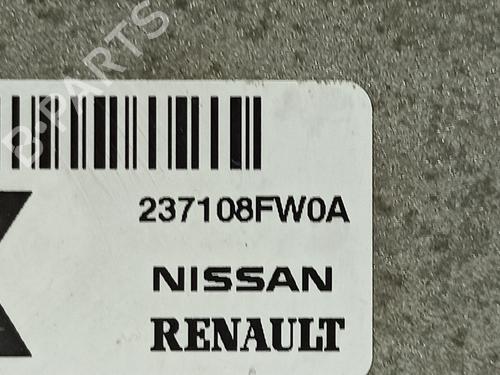 B-PARTS
237108FW0A
NISSAN
RENAULT